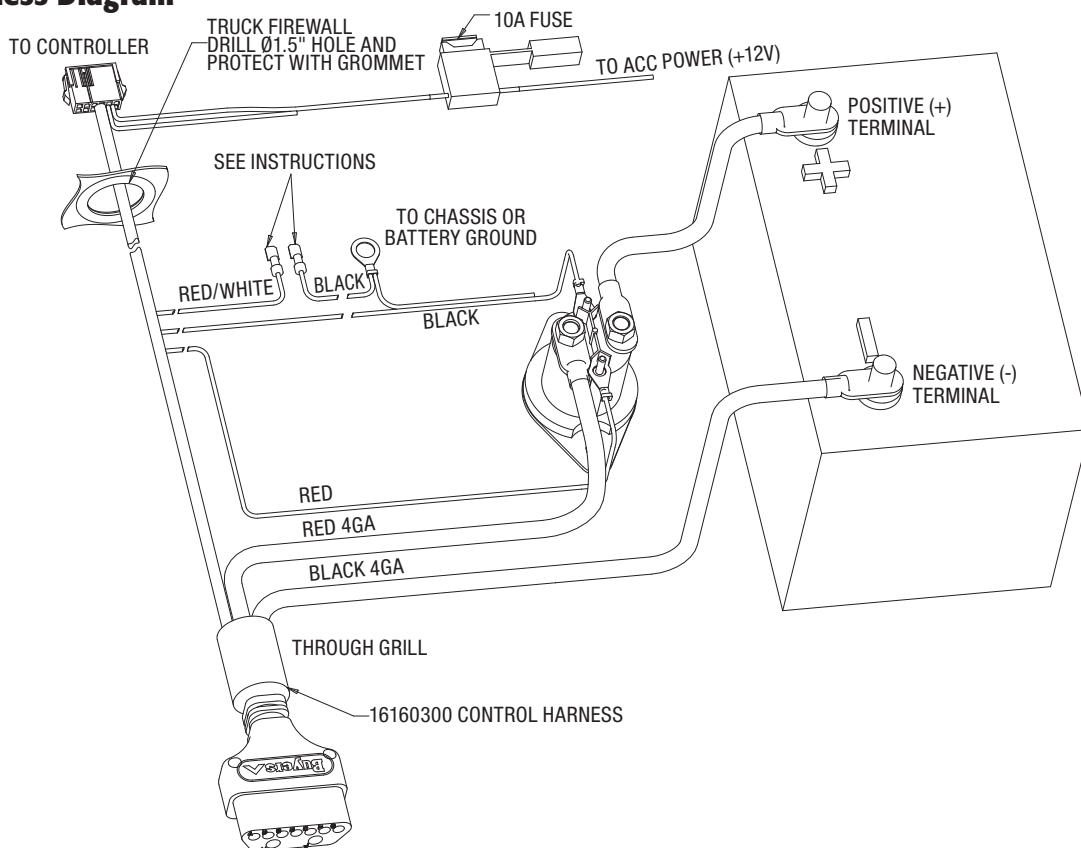 TO CONTROLLER
TRUCK FIREWALL
DRILL Ø1.5" HOLE AND
PROTECT WITH GROMMET
10A FUSE
TO ACC POWER (+12V)
POSITIVE (+)
TERMINAL
SEE INSTRUCTIONS
TO CHASSIS OR
BATTERY GROUND
RED/WHITE
BLACK
BLACK
NEGATIVE (-)
TERMINAL
RED
RED 4GA
BLACK 4GA
THROUGH GRILL
16160300 CONTROL HARNESS
Buyers